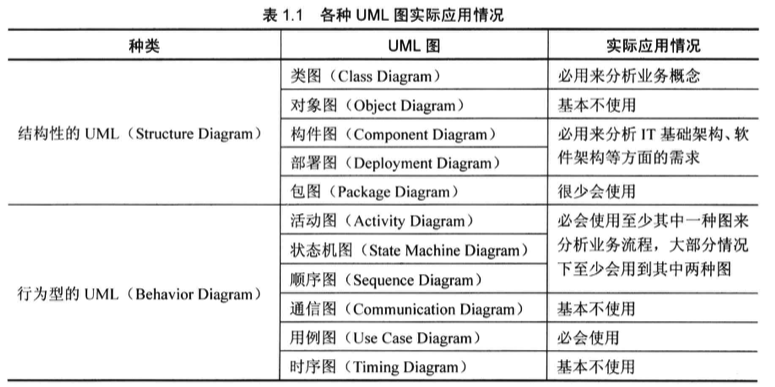 表 1.1 各种 UML 图实际应用情况
种类 UML 图 实际应用情况
结构性的 UML（Structure Diagram）
类图（Class Diagram） 必用来分析业务概念
对象图（Object Diagram） 基本不使用
构件图（Component Diagram） 必用来分析 IT 基础架构、软
部署图（Deployment Diagram） 件架构等方面的需求
包图（Package Diagram） 很少会使用
行为型的 UML（Behavior Diagram）
活动图（Activity Diagram） 必会使用至少其中一种图来
状态机图（State Machine Diagram） 分析业务流程，大部分情况
顺序图（Sequence Diagram） 下至少会用到其中两种图
通信图（Communication Diagram） 基本不使用
用例图（Use Case Diagram） 必会使用
时序图（Timing Diagram） 基本不使用